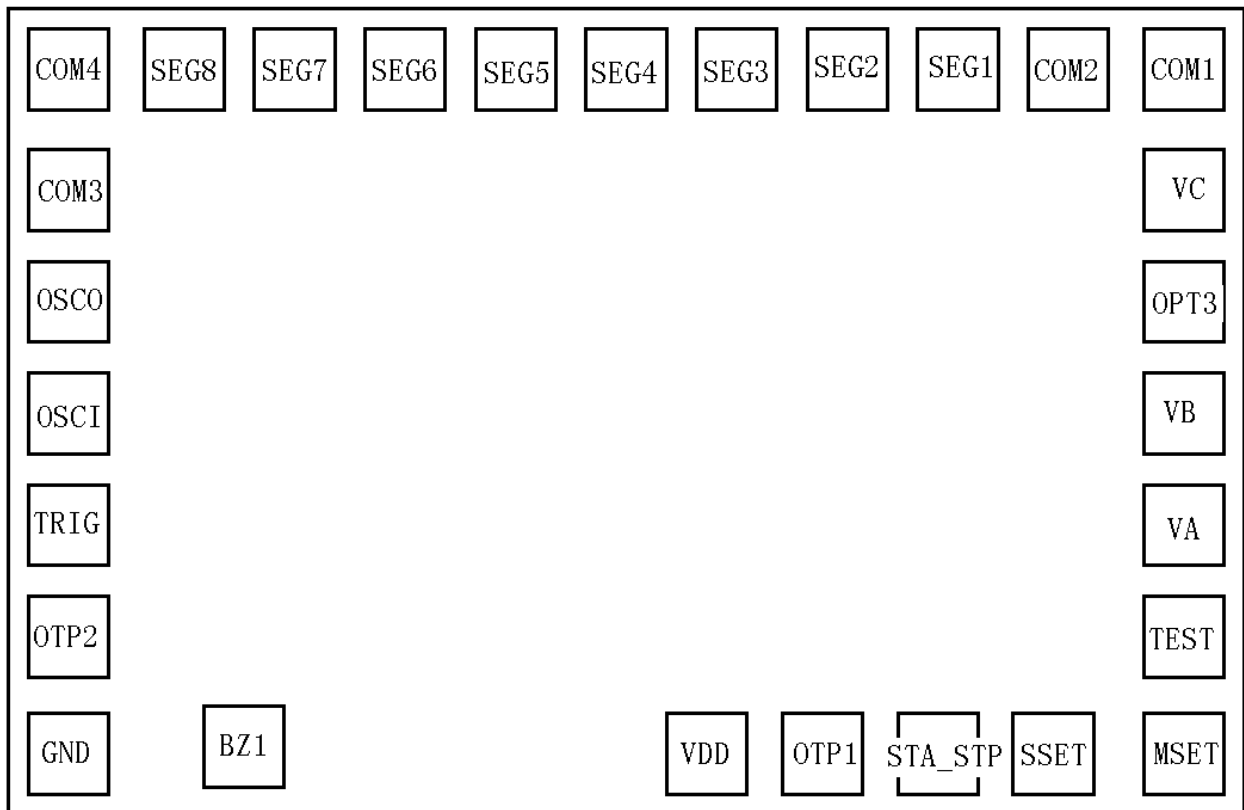 COM4 SEG8 SEG7 SEG6 SEG5 SEG4 SEG3 SEG2 SEG1 COM2 COM1
COM3 VC
OSCO OPT3
OSCI VB
TRIG VA
OTP2 TEST
GND BZ1 VDD OTP1 STA_STP SSET MSET